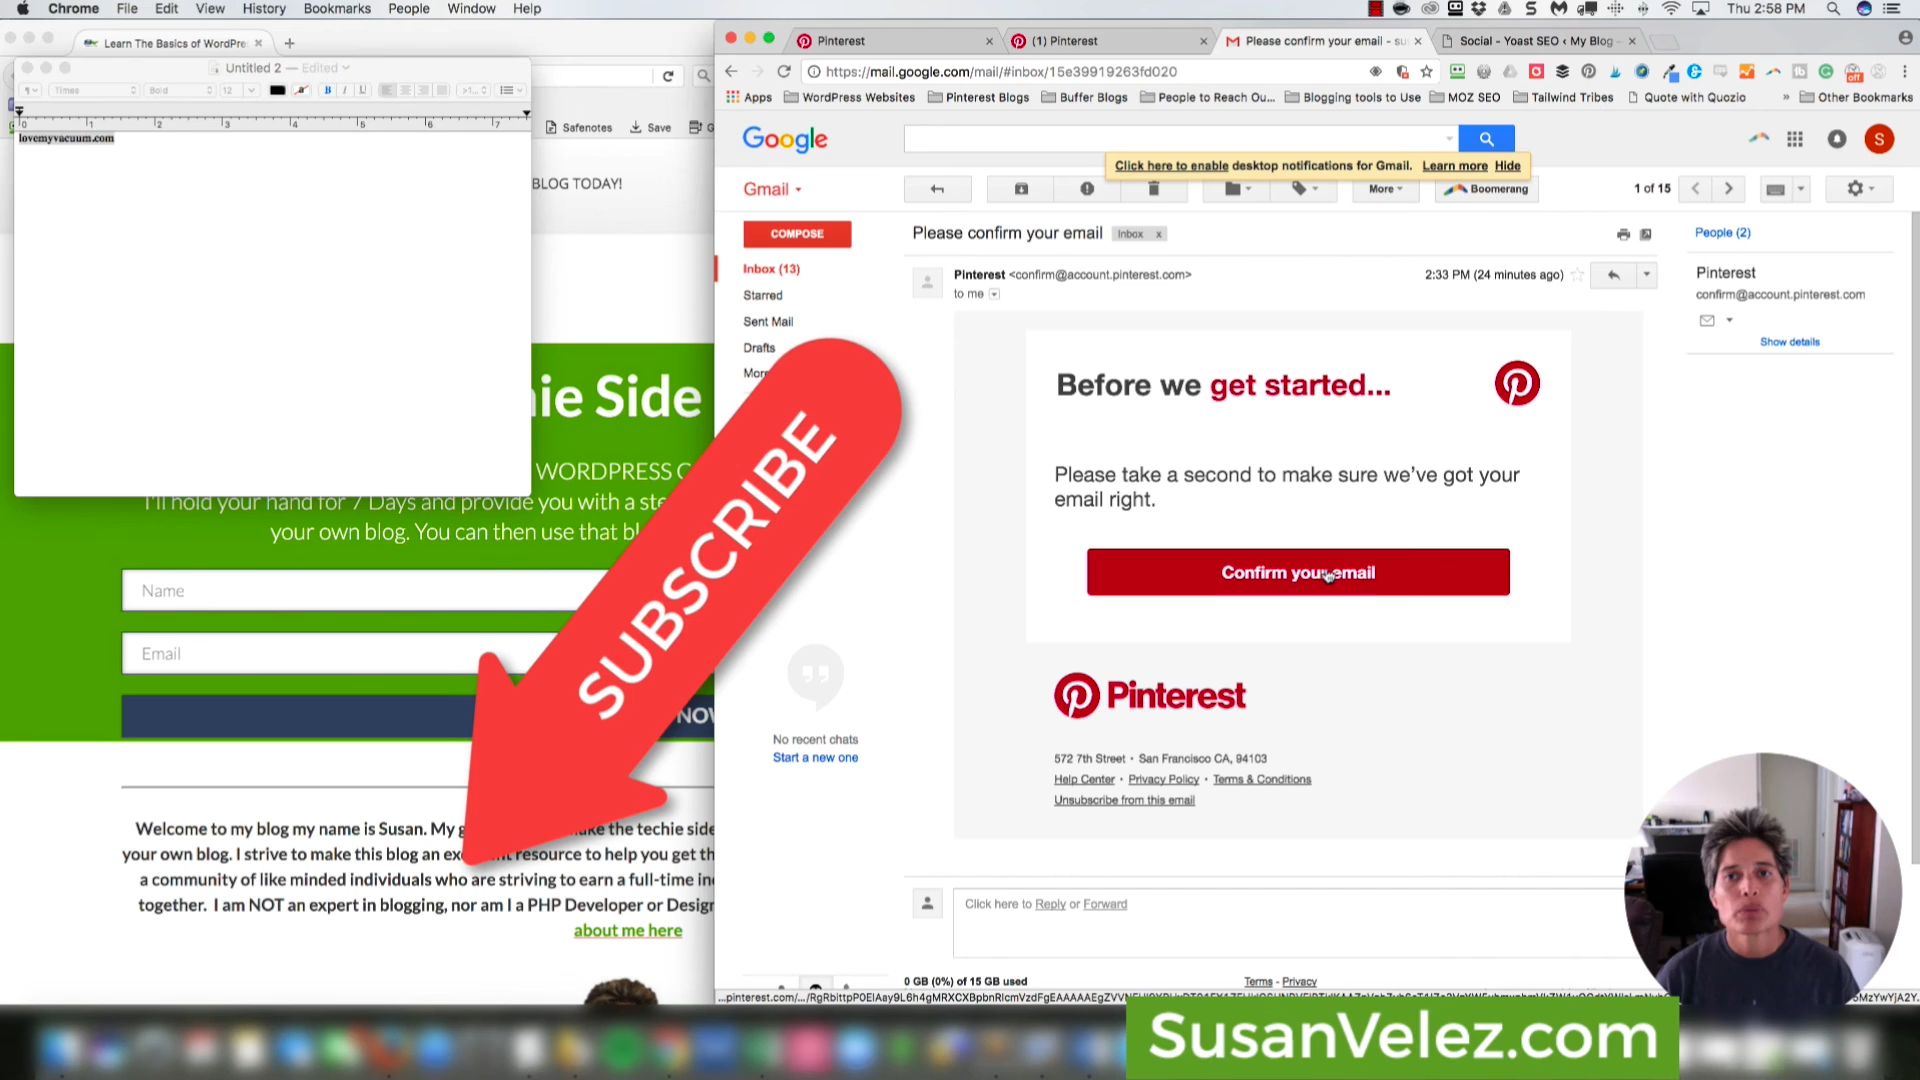 Chrome File Edit View History Bookmarks People Window Help
Thu 2:58 PM
Learn The Basics of WordPre
Untitled 2 — Edited
Times Bold 12
0 1 2 3 4 5 6 7
lovemyvacuum.com
Safenotes Save
BLOG TODAY!
ie Side
WORDPRESS C
I'll hold your hand for 7 Days and provide you with a ste
your own blog. You can then use that bl
Name
Email
NOW
SUBSCRIBE
Welcome to my blog my name is Susan. My g ake the techie side
your own blog. I strive to make this blog an ex resource to help you get th
a community of like minded individuals who are striving to earn a full-time in
together. I am NOT an expert in blogging, nor am I a PHP Developer or Desig
about me here
Pinterest
(1) Pinterest
Please confirm your email - su
Social - Yoast SEO ‹ My Blog -
https://mail.google.com/mail/#inbox/15e39919263fd020
Apps WordPress Websites Pinterest Blogs Buffer Blogs People to Reach Ou... Blogging tools to Use MOZ SEO Tailwind Tribes Quote with Quozio » Other Bookmarks
Google
S
Click here to enable desktop notifications for Gmail. Learn more Hide
Gmail
More
Boomerang
1 of 15
COMPOSE
Inbox (13)
Starred
Sent Mail
Drafts
More
Please confirm your email
Inbox x
People (2)
Pinterest <confirm@account.pinterest.com>
2:33 PM (24 minutes ago)
to me
Pinterest
confirm@account.pinterest.com
Show details
Before we get started...
Please take a second to make sure we've got your
email right.
Confirm your email
Pinterest
572 7th Street • San Francisco CA, 94103
Help Center • Privacy Policy • Terms & Conditions
Unsubscribe from this email
No recent chats
Start a new one
Click here to Reply or Forward
0 GB (0%) of 15 GB used
Terms - Privacy
SusanVelez.com